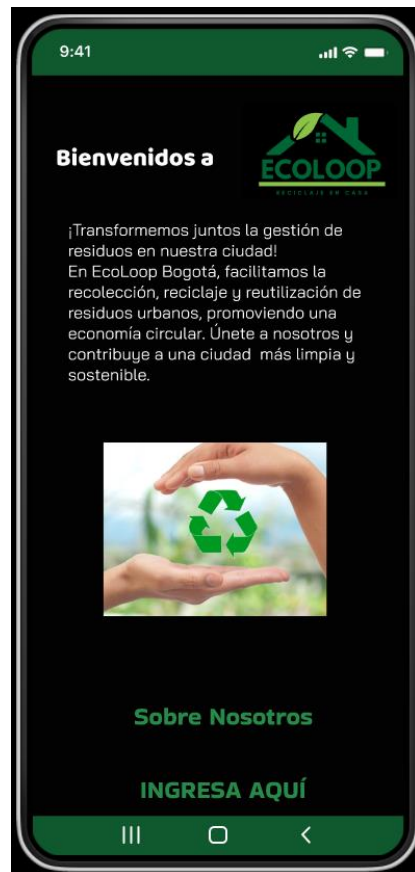 9:41
Bienvenidos a
ECOLOOP
RECICLAJE EN CASA
¡Transformemos juntos la gestión de
residuos en nuestra ciudad!
En EcoLoop Bogotá, facilitamos la
recolección, reciclaje y reutilización de
residuos urbanos, promoviendo una
economía circular. Únete a nosotros y
contribuye a una ciudad más limpia y
sostenible.
Sobre Nosotros
INGRESA AQUÍ